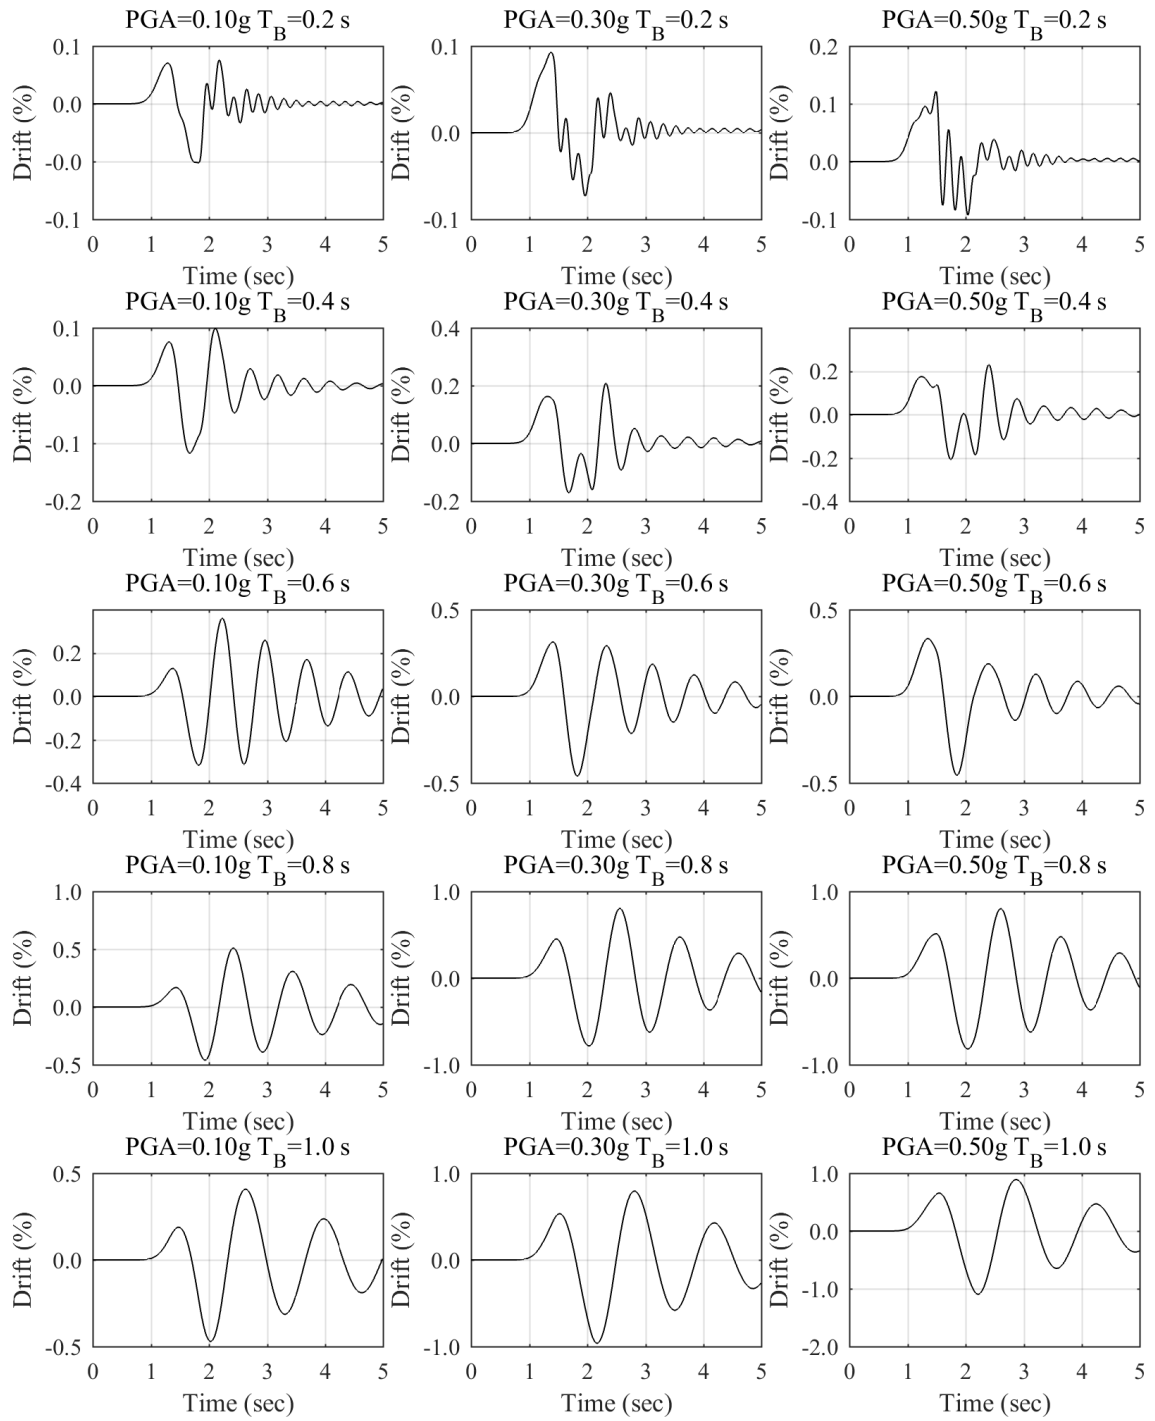 PGA=0.10g T_B=0.2 s
PGA=0.30g T_B=0.2 s
PGA=0.50g T_B=0.2 s
Drift (%)
0.1
0.0
-0.0
-0.1
0 1 2 3 4 5
Time (sec)
Drift (%)
0.1
0.0
-0.1
0 1 2 3 4 5
Time (sec)
Drift (%)
0.2
0.1
0.0
-0.1
0 1 2 3 4 5
Time (sec)
PGA=0.10g T_B=0.4 s
PGA=0.30g T_B=0.4 s
PGA=0.50g T_B=0.4 s
Drift (%)
0.1
0.0
-0.1
-0.2
0 1 2 3 4 5
Time (sec)
Drift (%)
0.4
0.2
0.0
-0.2
0 1 2 3 4 5
Time (sec)
Drift (%)
0.2
0.0
-0.2
-0.4
0 1 2 3 4 5
Time (sec)
PGA=0.10g T_B=0.6 s
PGA=0.30g T_B=0.6 s
PGA=0.50g T_B=0.6 s
Drift (%)
0.2
0.0
-0.2
-0.4
0 1 2 3 4 5
Time (sec)
Drift (%)
0.5
0.0
-0.5
0 1 2 3 4 5
Time (sec)
Drift (%)
0.5
0.0
-0.5
0 1 2 3 4 5
Time (sec)
PGA=0.10g T_B=0.8 s
PGA=0.30g T_B=0.8 s
PGA=0.50g T_B=0.8 s
Drift (%)
1.0
0.5
0.0
-0.5
0 1 2 3 4 5
Time (sec)
Drift (%)
1.0
0.0
-1.0
0 1 2 3 4 5
Time (sec)
Drift (%)
1.0
0.0
-1.0
0 1 2 3 4 5
Time (sec)
PGA=0.10g T_B=1.0 s
PGA=0.30g T_B=1.0 s
PGA=0.50g T_B=1.0 s
Drift (%)
0.5
0.0
-0.5
0 1 2 3 4 5
Time (sec)
Drift (%)
1.0
0.0
-1.0
0 1 2 3 4 5
Time (sec)
Drift (%)
1.0
0.0
-1.0
-2.0
0 1 2 3 4 5
Time (sec)